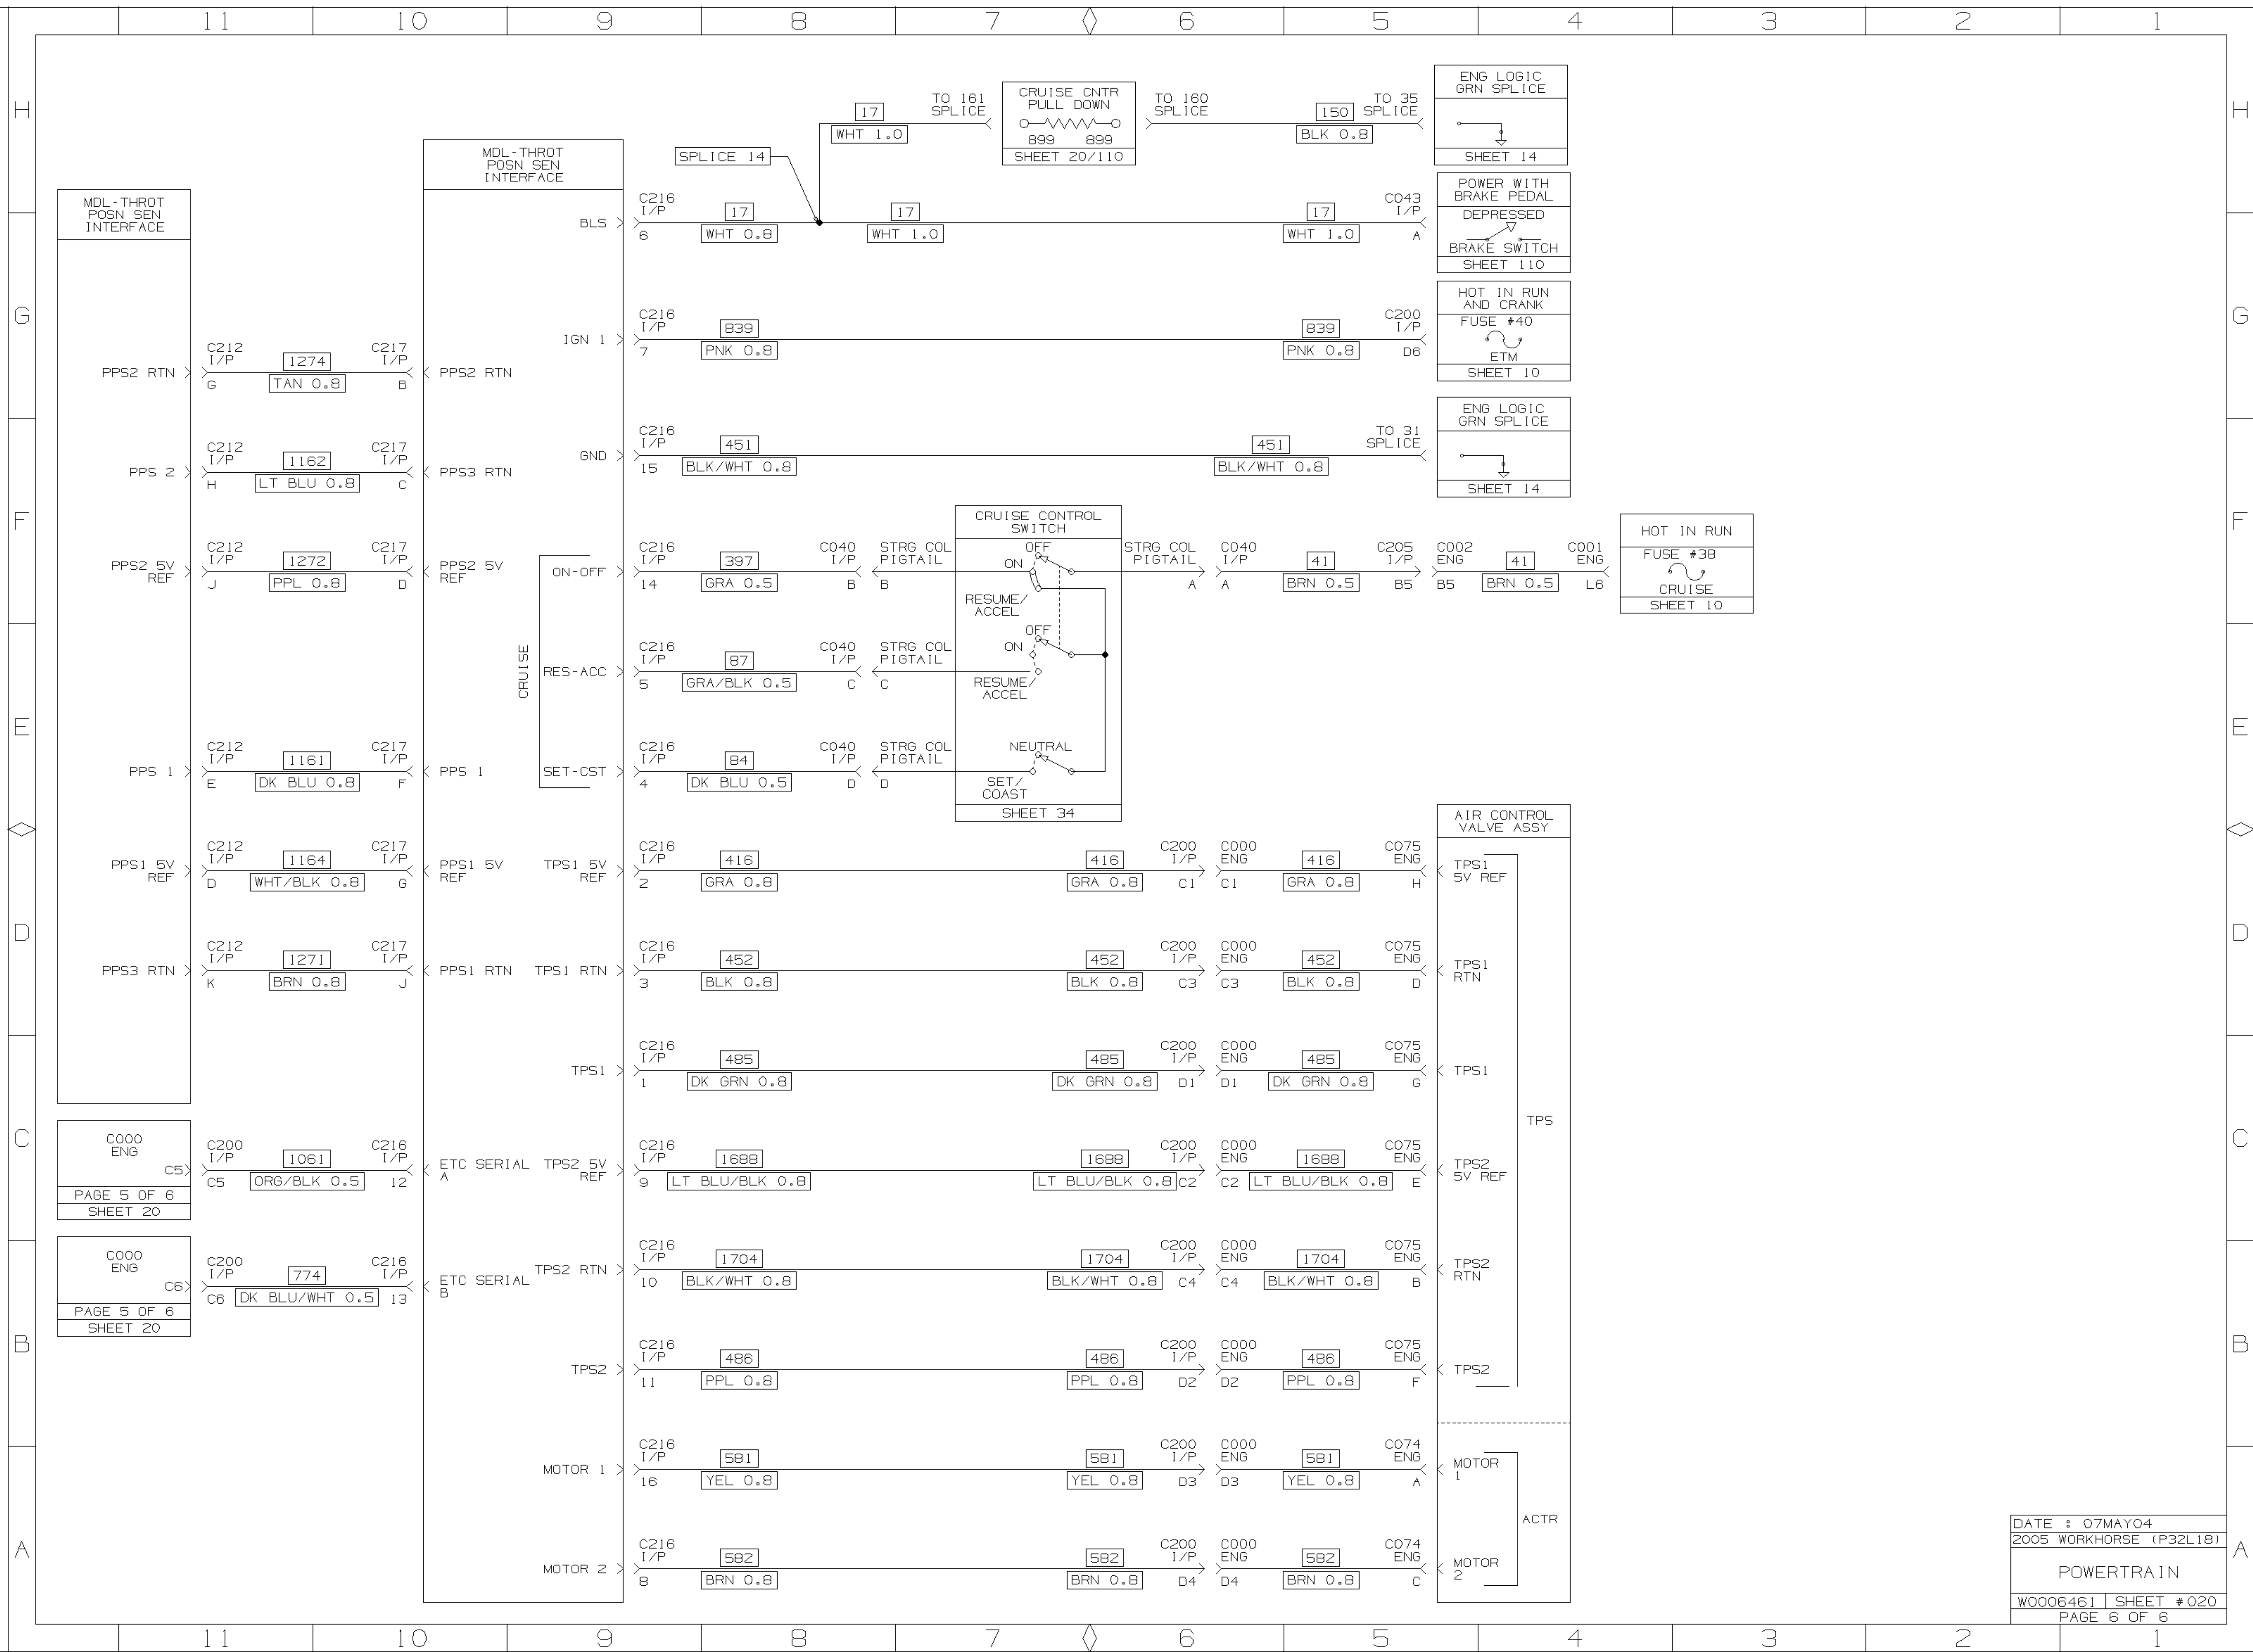 11 10 9 8 7 6 5 4 3 2 1
H
G
F
E
D
C
B
A
MDL-THROT
POSN SEN
INTERFACE
PPS2 RTN
C212
I/P
G
1274
TAN 0.8
C217
I/P
B
PPS2 RTN
PPS 2
C212
I/P
H
1162
LT BLU 0.8
C217
I/P
C
PPS3 RTN
PPS2 5V
REF
C212
I/P
J
1272
PPL 0.8
C217
I/P
D
PPS2 5V
REF
PPS 1
C212
I/P
E
1161
DK BLU 0.8
C217
I/P
F
PPS 1
PPS1 5V
REF
C212
I/P
D
1164
WHT/BLK 0.8
C217
I/P
G
PPS1 5V
REF
PPS3 RTN
C212
I/P
K
1271
BRN 0.8
C217
I/P
J
PPS1 RTN
C000
ENG
C5
PAGE 5 OF 6
SHEET 20
C200
I/P
C5
1061
ORG/BLK 0.5
C216
I/P
12
ETC SERIAL
A
C000
ENG
C6
PAGE 5 OF 6
SHEET 20
C200
I/P
C6
774
DK BLU/WHT 0.5
C216
I/P
13
ETC SERIAL
B
MDL-THROT
POSN SEN
INTERFACE
SPLICE 14
17
WHT 1.0
TO 161
SPLICE
CRUISE CNTR
PULL DOWN
899 899
SHEET 20/110
TO 160
SPLICE
150
BLK 0.8
TO 35
SPLICE
ENG LOGIC
GRN SPLICE
SHEET 14
BLS
C216
I/P
6
17
WHT 0.8
17
WHT 1.0
17
WHT 1.0
C043
I/P
A
POWER WITH
BRAKE PEDAL
DEPRESSED
BRAKE SWITCH
SHEET 110
IGN 1
C216
I/P
7
839
PNK 0.8
839
PNK 0.8
C200
I/P
D6
HOT IN RUN
AND CRANK
FUSE #40
ETM
SHEET 10
GND
C216
I/P
15
451
BLK/WHT 0.8
451
BLK/WHT 0.8
TO 31
SPLICE
ENG LOGIC
GRN SPLICE
SHEET 14
CRUISE
ON-OFF
C216
I/P
14
397
GRA 0.5
C040
I/P
B
STRG COL
PIGTAIL
B
CRUISE CONTROL
SWITCH
OFF
ON
RESUME/
ACCEL
STRG COL
PIGTAIL
A
C040
I/P
A
41
BRN 0.5
C205
I/P
B5
C002
ENG
B5
41
BRN 0.5
C001
ENG
L6
HOT IN RUN
FUSE #38
CRUISE
SHEET 10
RES-ACC
C216
I/P
5
87
GRA/BLK 0.5
C040
I/P
C
STRG COL
PIGTAIL
C
OFF
ON
RESUME/
ACCEL
SET-CST
C216
I/P
4
84
DK BLU 0.5
C040
I/P
D
STRG COL
PIGTAIL
D
NEUTRAL
SET/
COAST
SHEET 34
AIR CONTROL
VALVE ASSY
TPS1 5V
REF
C216
I/P
2
416
GRA 0.8
416
GRA 0.8
C200
I/P
C1
C000
ENG
C1
416
GRA 0.8
C075
ENG
H
TPS1
5V REF
TPS1 RTN
C216
I/P
3
452
BLK 0.8
452
BLK 0.8
C200
I/P
C3
C000
ENG
C3
452
BLK 0.8
C075
ENG
D
TPS1
RTN
TPS1
C216
I/P
1
485
DK GRN 0.8
485
DK GRN 0.8
C200
I/P
D1
C000
ENG
D1
485
DK GRN 0.8
C075
ENG
G
TPS1
TPS
TPS2 5V
REF
C216
I/P
9
1688
LT BLU/BLK 0.8
1688
LT BLU/BLK 0.8
C200
I/P
C2
C000
ENG
C2
1688
LT BLU/BLK 0.8
C075
ENG
E
TPS2
5V REF
TPS2 RTN
C216
I/P
10
1704
BLK/WHT 0.8
1704
BLK/WHT 0.8
C200
I/P
C4
C000
ENG
C4
1704
BLK/WHT 0.8
C075
ENG
B
TPS2
RTN
TPS2
C216
I/P
11
486
PPL 0.8
486
PPL 0.8
C200
I/P
D2
C000
ENG
D2
486
PPL 0.8
C075
ENG
F
TPS2
MOTOR 1
C216
I/P
16
581
YEL 0.8
581
YEL 0.8
C200
I/P
D3
C000
ENG
D3
581
YEL 0.8
C074
ENG
A
MOTOR
1
ACTR
MOTOR 2
C216
I/P
8
582
BRN 0.8
582
BRN 0.8
C200
I/P
D4
C000
ENG
D4
582
BRN 0.8
C074
ENG
C
MOTOR
2
H
G
F
E
D
C
B
A
DATE : 07MAY04
2005 WORKHORSE (P32L18)
POWERTRAIN
W0006461 SHEET #020
PAGE 6 OF 6
11 10 9 8 7 6 5 4 3 2 1